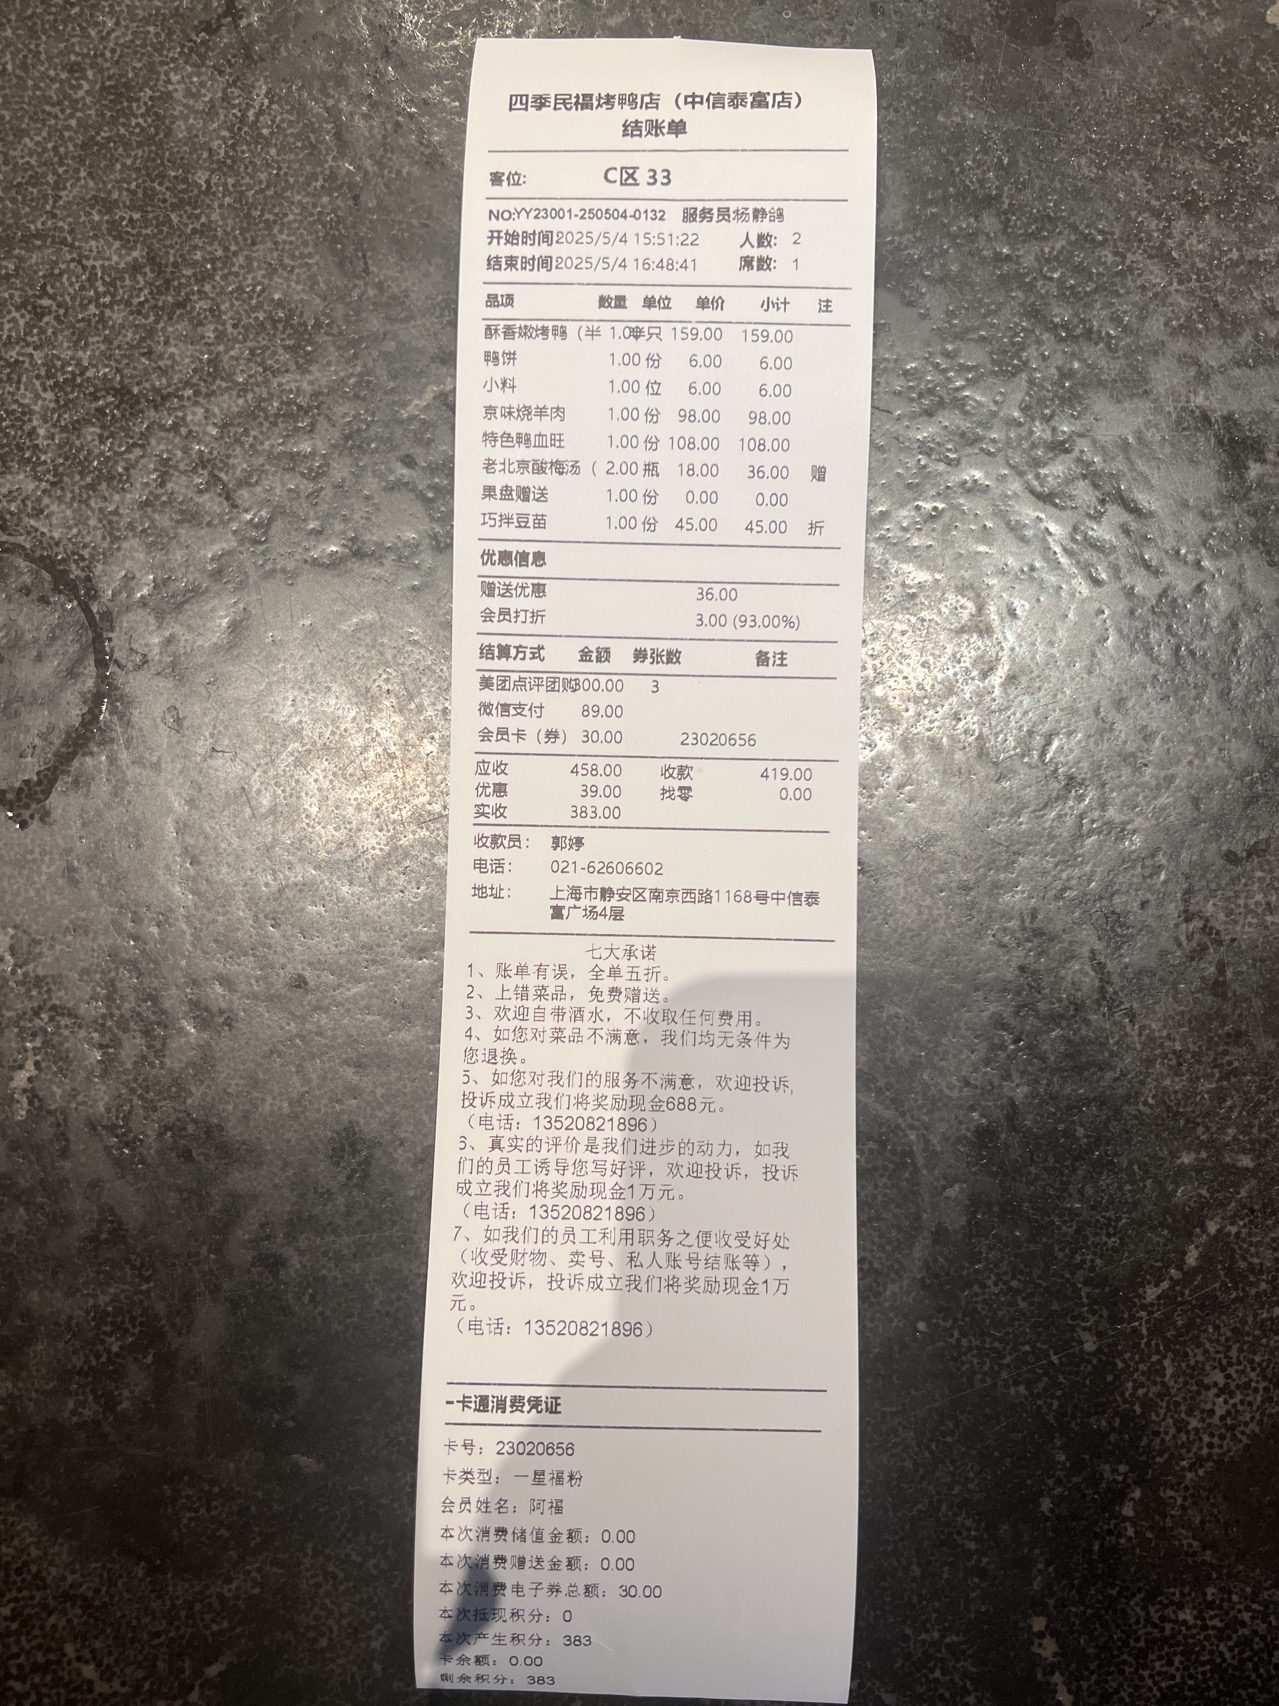 四季民福烤鸭店（中信泰富店）
结账单
客位: C区 33
NO:YY23001-250504-0132 服务员杨静鸽
开始时间2025/5/4 15:51:22 人数: 2
结束时间2025/5/4 16:48:41 席数: 1
品项 数量 单位 单价 小计 注
酥香嫩烤鸭（半 1.00半只 159.00 159.00
鸭饼 1.00 份 6.00 6.00
小料 1.00 位 6.00 6.00
京味烧羊肉 1.00 份 98.00 98.00
特色鸭血旺 1.00 份 108.00 108.00
老北京酸梅汤（ 2.00 瓶 18.00 36.00 赠
果盘赠送 1.00 份 0.00 0.00
巧拌豆苗 1.00 份 45.00 45.00 折
优惠信息
赠送优惠 36.00
会员打折 3.00 (93.00%)
结算方式 金额 券张数 备注
美团点评团购300.00 3
微信支付 89.00
会员卡（券） 30.00 23020656
应收 458.00 收款 419.00
优惠 39.00 找零 0.00
实收 383.00
收款员： 郭婷
电话： 021-62606602
地址： 上海市静安区南京西路1168号中信泰
富广场4层
七大承诺
1、账单有误，全单五折。
2、上错菜品，免费赠送。
3、欢迎自带酒水，不收取任何费用。
4、如您对菜品不满意，我们均无条件为
您退换。
5、如您对我们的服务不满意，欢迎投诉，
投诉成立我们将奖励现金688元。
（电话：13520821896）
6、真实的评价是我们进步的动力，如我
们的员工诱导您写好评，欢迎投诉，投诉
成立我们将奖励现金1万元。
（电话：13520821896）
7、如我们的员工利用职务之便收受好处
（收受财物、卖号、私人账号结账等），
欢迎投诉，投诉成立我们将奖励现金1万
元。
（电话：13520821896）
一卡通消费凭证
卡号：23020656
卡类型：一星福粉
会员姓名：阿福
本次消费储值金额：0.00
本次消费赠送金额：0.00
本次消费电子券总额：30.00
本次抵现积分：0
本次产生积分：383
卡余额：0.00
剩余积分：383